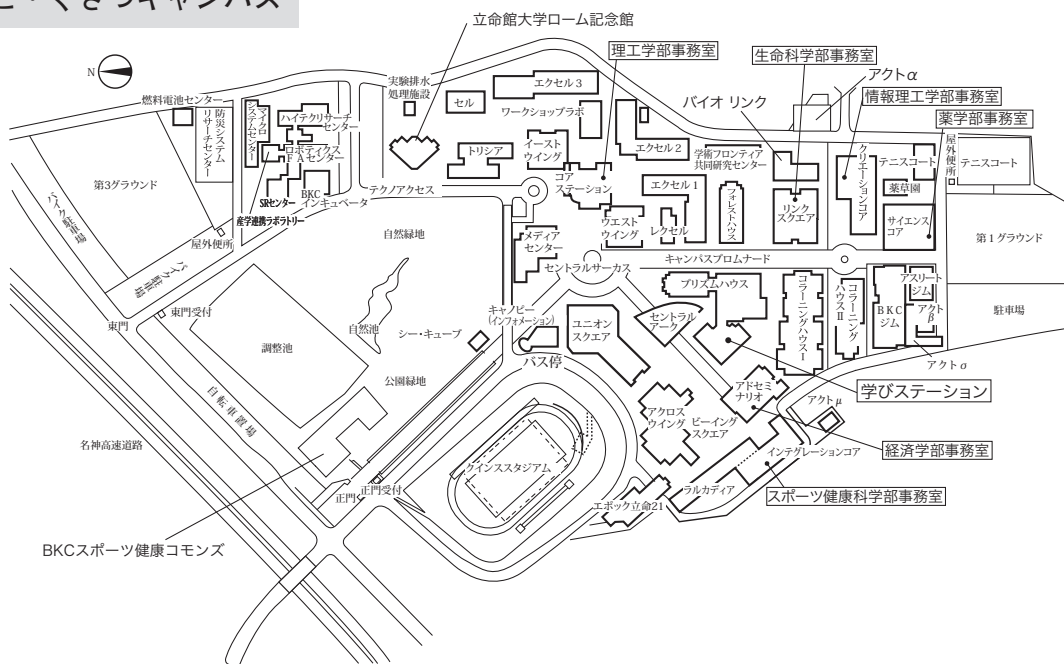 くさつキャンパス
立命館大学ローム記念館
理工学部事務室
生命科学部事務室
アクトα
情報理工学部事務室
薬学部事務室
バイオ リンク
N
燃料電池センター
防災システム
リサーチセンター
マイクロ
システムセンター
ハイテクリサーチ
センター
ロボティクス
FAセンター
SRセンター
BKC
インキュベータ
産学連携ラボラトリー
実験排水
処理施設
セル
エクセル3
ワークショップラボ
トリシア
イースト
ウイング
エクセル2
コア
ステーション
学術フロンティア
共同研究センター
エクセル1
フォレストハウス
リンク
スクエア
クリエーションコア
テニスコート
薬草園
サイエンス
コア
屋外便所
テニスコート
第3グラウンド
バイク駐車場
屋外便所
バイク駐車場
テクノアクセス
自然緑地
メディア
センター
ウエスト
ウイング
レクセル
キャンパスプロムナード
セントラルサーカス
第1グラウンド
駐車場
東門
東門受付
調整池
自然池
シー・キューブ
公園緑地
キャノピー
(インフォメーション)
バス停
ユニオン
スクエア
セントラル
アーク
プリズムハウス
コラーニングハウスⅠ
コラーニング
ハウスⅡ
BKC
ジム
アスリート
ジム
アクト
β
アクトσ
学びステーション
自転車置場
名神高速道路
アドセミ
ナリオ
アクトμ
アクロス
ウイング
ビーイング
スクエア
経済学部事務室
インテグレーションコア
クインススタジアム
正門
正門受付
エポック立命21
ラルカディア
スポーツ健康科学部事務室
BKCスポーツ健康コモンズ